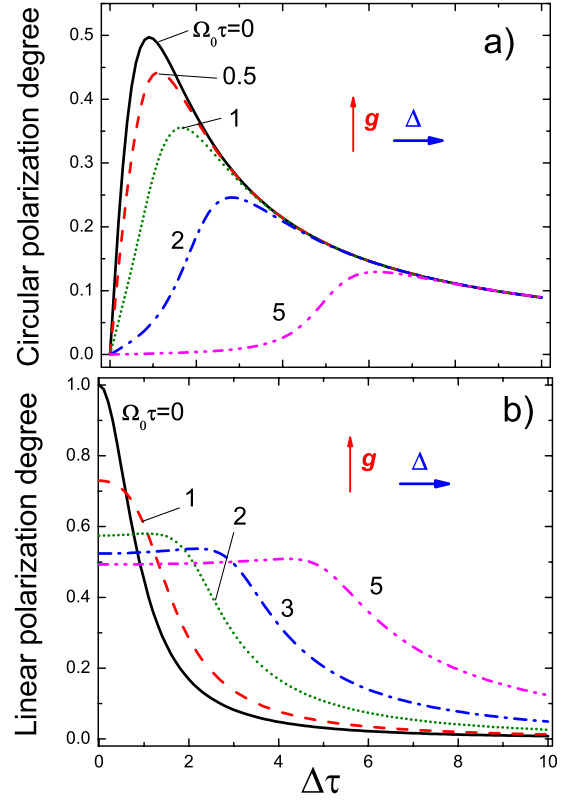 Circular polarization degree
0.5
0.4
0.3
0.2
0.1
0.0
Ω₀τ=0
0.5
1
2
5
g
Δ
a)
Linear polarization degree
1.0
0.8
0.6
0.4
0.2
0.0
Ω₀τ=0
1
2
3
5
g
Δ
b)
0 2 4 6 8 10
Δτ